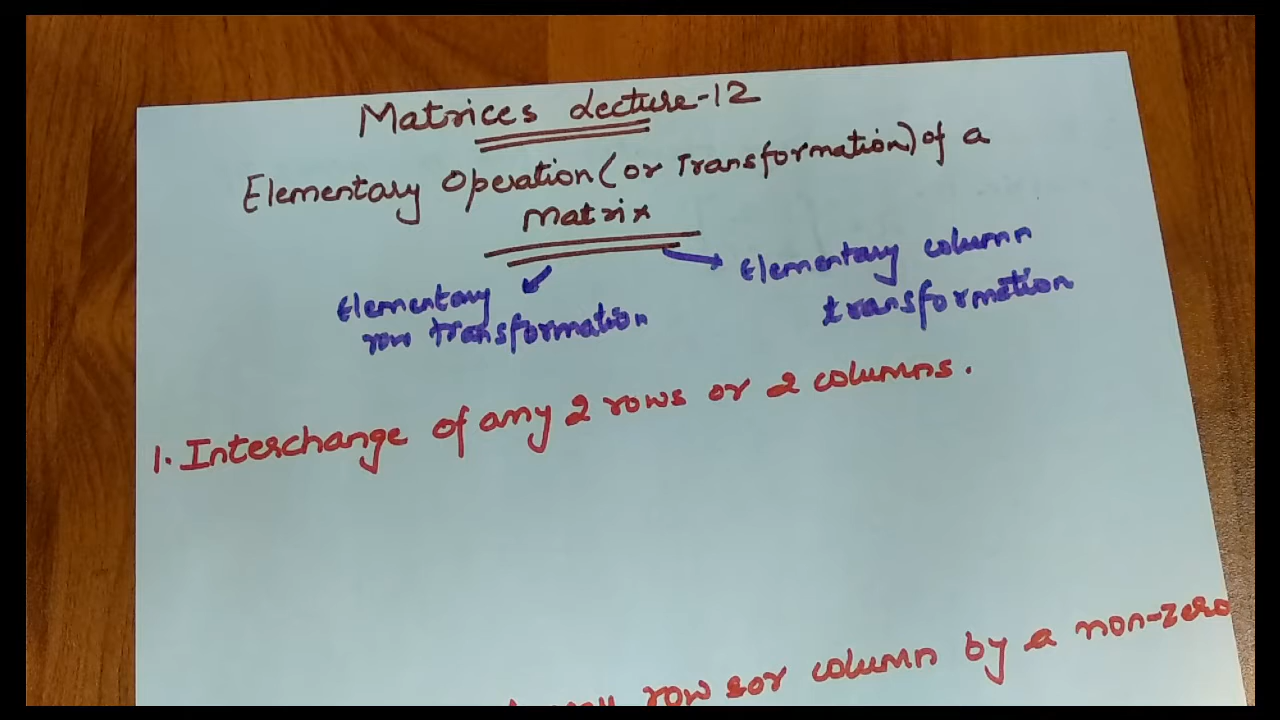 Matrices Lecture-12
Elementary Operation (or Transformation) of a
Matrix
Elementary
row transformation
Elementary column
transformation
1. Interchange of any 2 rows or 2 columns.
row sor column by a non-zero